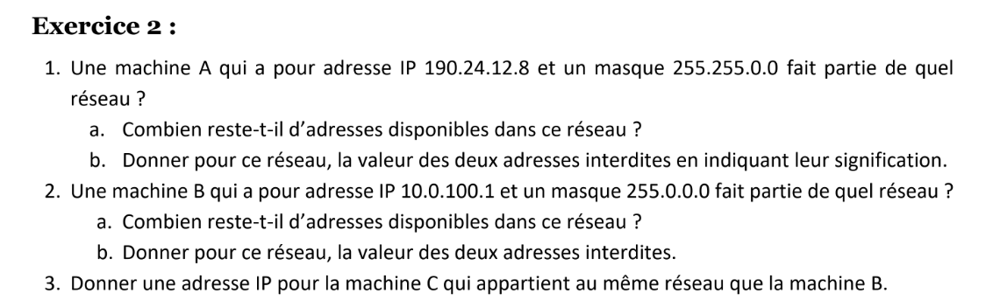 Exercice 2 :
1. Une machine A qui a pour adresse IP 190.24.12.8 et un masque 255.255.0.0 fait partie de quel
réseau ?
a. Combien reste-t-il d’adresses disponibles dans ce réseau ?
b. Donner pour ce réseau, la valeur des deux adresses interdites en indiquant leur signification.
2. Une machine B qui a pour adresse IP 10.0.100.1 et un masque 255.0.0.0 fait partie de quel réseau ?
a. Combien reste-t-il d’adresses disponibles dans ce réseau ?
b. Donner pour ce réseau, la valeur des deux adresses interdites.
3. Donner une adresse IP pour la machine C qui appartient au même réseau que la machine B.